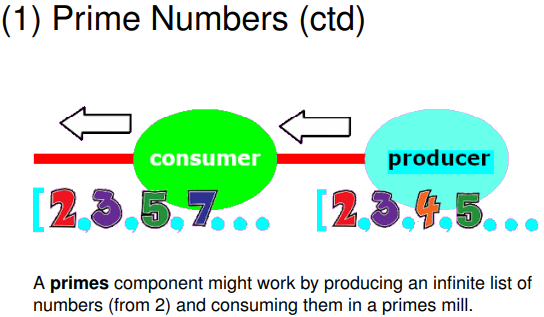 (1) Prime Numbers (ctd)
consumer producer
[2,3,5,7... [2,3,4,5...
A primes component might work by producing an infinite list of
numbers (from 2) and consuming them in a primes mill.